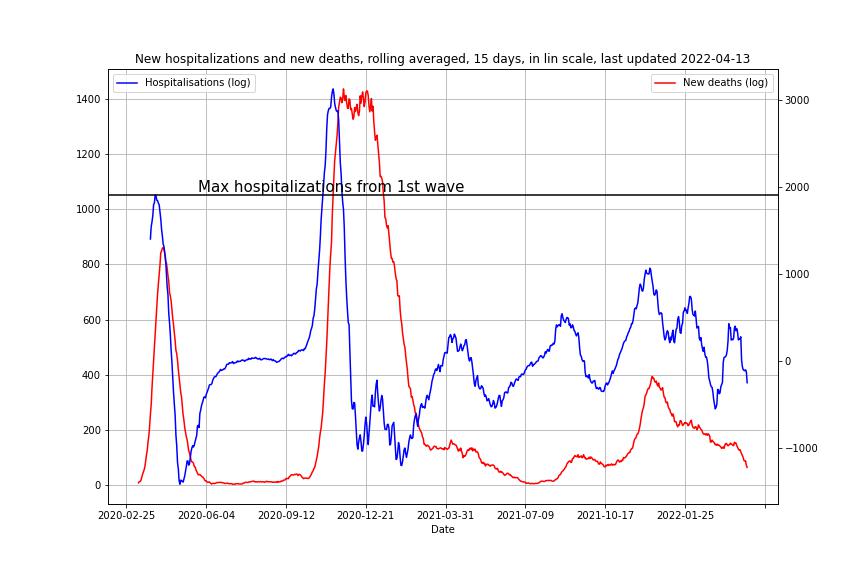 New hospitalizations and new deaths, rolling averaged, 15 days, in lin scale, last updated 2022-04-13
Hospitalisations (log)
New deaths (log)
1400
1200
1000
800
600
400
200
0
Max hospitalizations from 1st wave
3000
2000
1000
0
−1000
2020-02-25 2020-06-04 2020-09-12 2020-12-21 2021-03-31 2021-07-09 2021-10-17 2022-01-25
Date